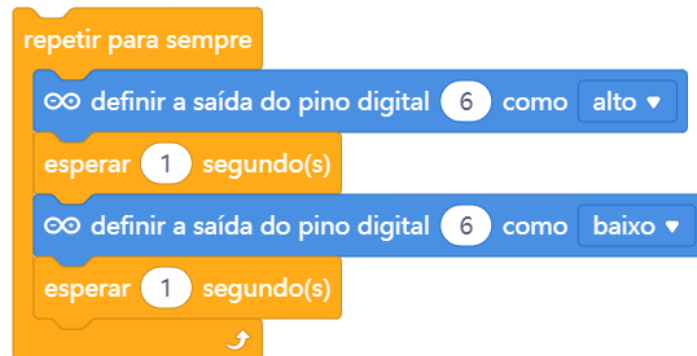 repetir para sempre
definir a saída do pino digital 6 como alto ▼
esperar 1 segundo(s)
definir a saída do pino digital 6 como baixo ▼
esperar 1 segundo(s)